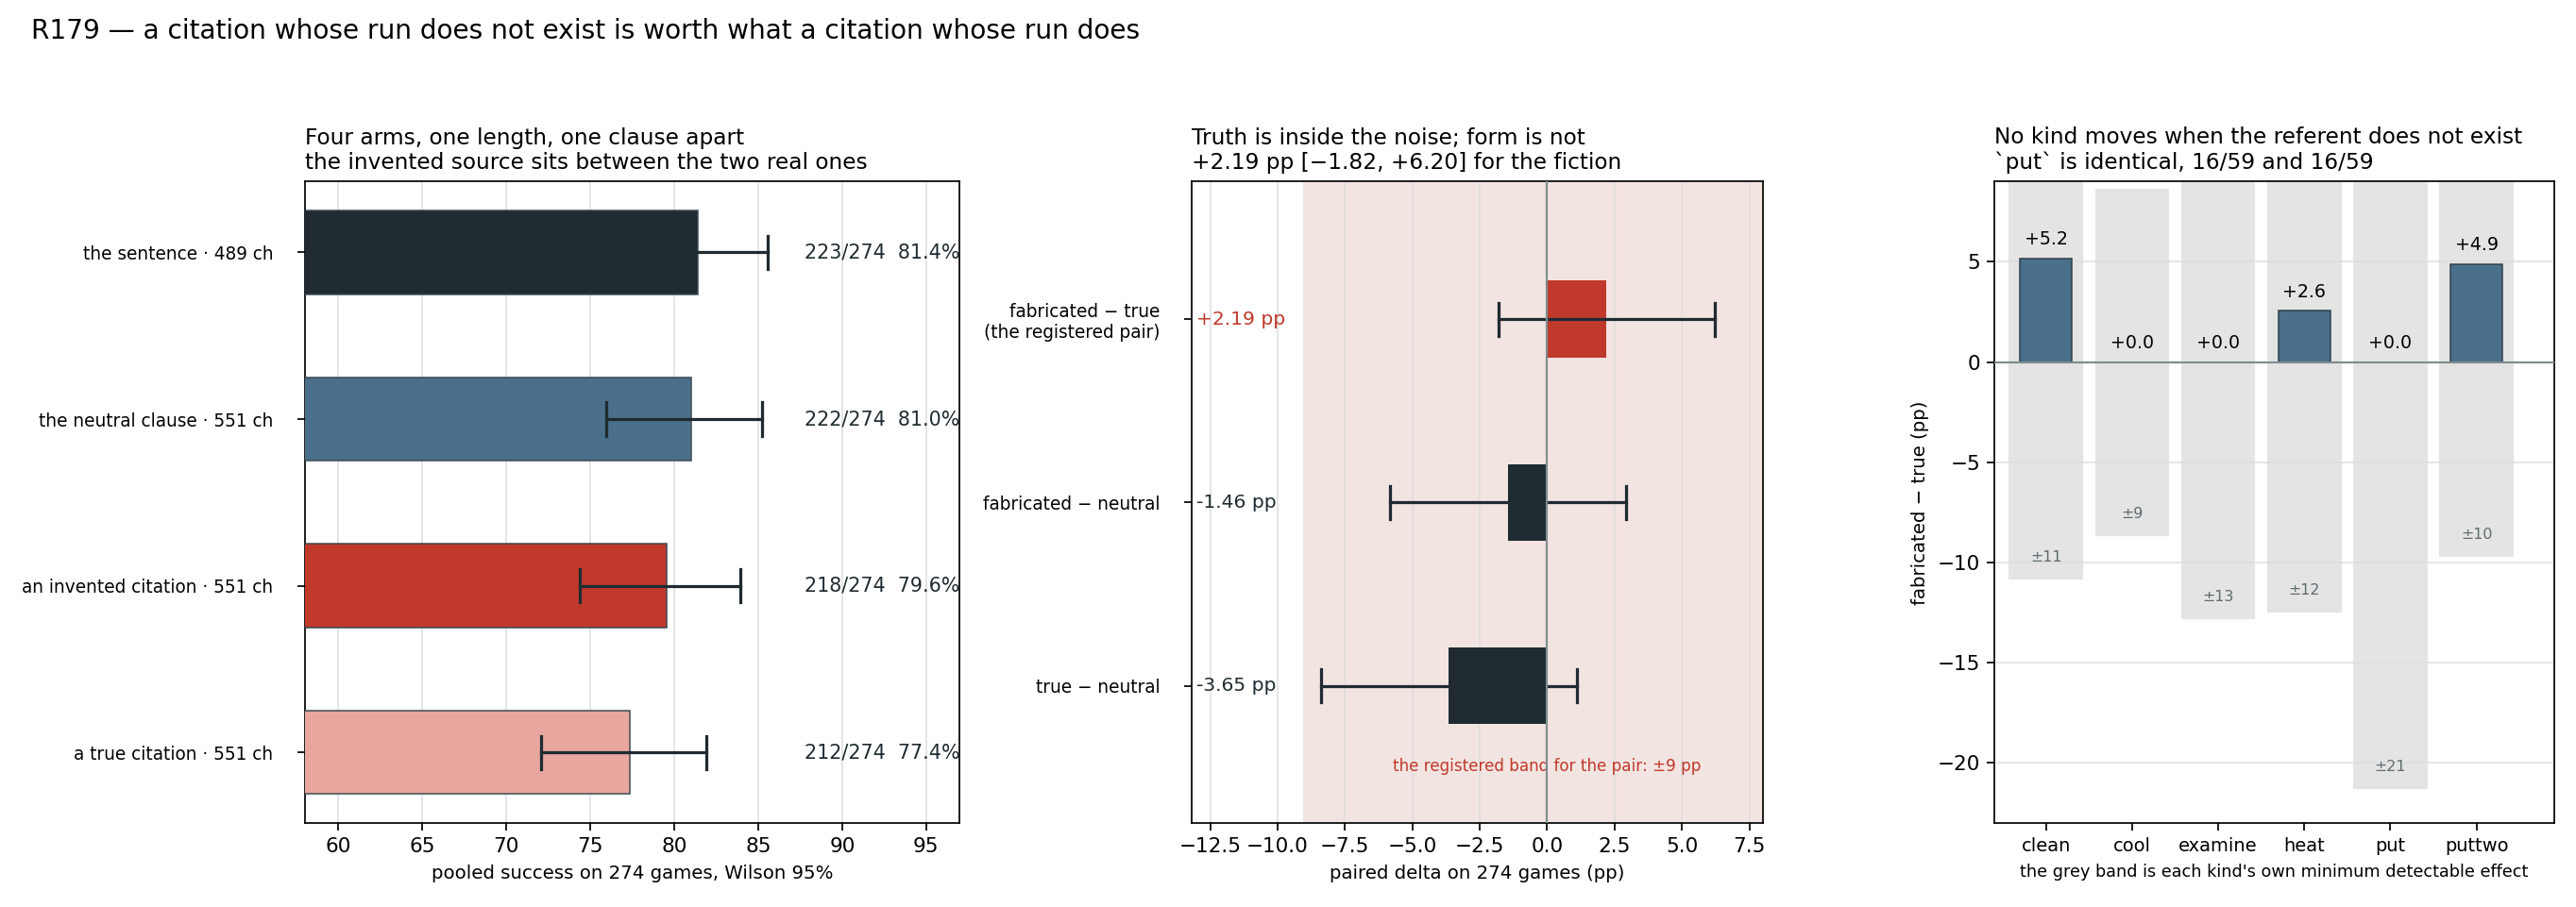 R179 — a citation whose run does not exist is worth what a citation whose run does
Four arms, one length, one clause apart
the invented source sits between the two real ones
the sentence · 489 ch
223/274 81.4%
the neutral clause · 551 ch
222/274 81.0%
an invented citation · 551 ch
218/274 79.6%
a true citation · 551 ch
212/274 77.4%
60 65 70 75 80 85 90 95
pooled success on 274 games, Wilson 95%
Truth is inside the noise; form is not
+2.19 pp [−1.82, +6.20] for the fiction
fabricated − true
(the registered pair)
+2.19 pp
fabricated − neutral
-1.46 pp
true − neutral
-3.65 pp
the registered band for the pair: ±9 pp
−12.5 −10.0 −7.5 −5.0 −2.5 0.0 2.5 5.0 7.5
paired delta on 274 games (pp)
No kind moves when the referent does not exist
`put` is identical, 16/59 and 16/59
fabricated − true (pp)
5
0
−5
−10
−15
−20
+5.2
+0.0
+0.0
+2.6
+0.0
+4.9
±11
±9
±13
±12
±21
±10
clean cool examine heat put puttwo
the grey band is each kind's own minimum detectable effect